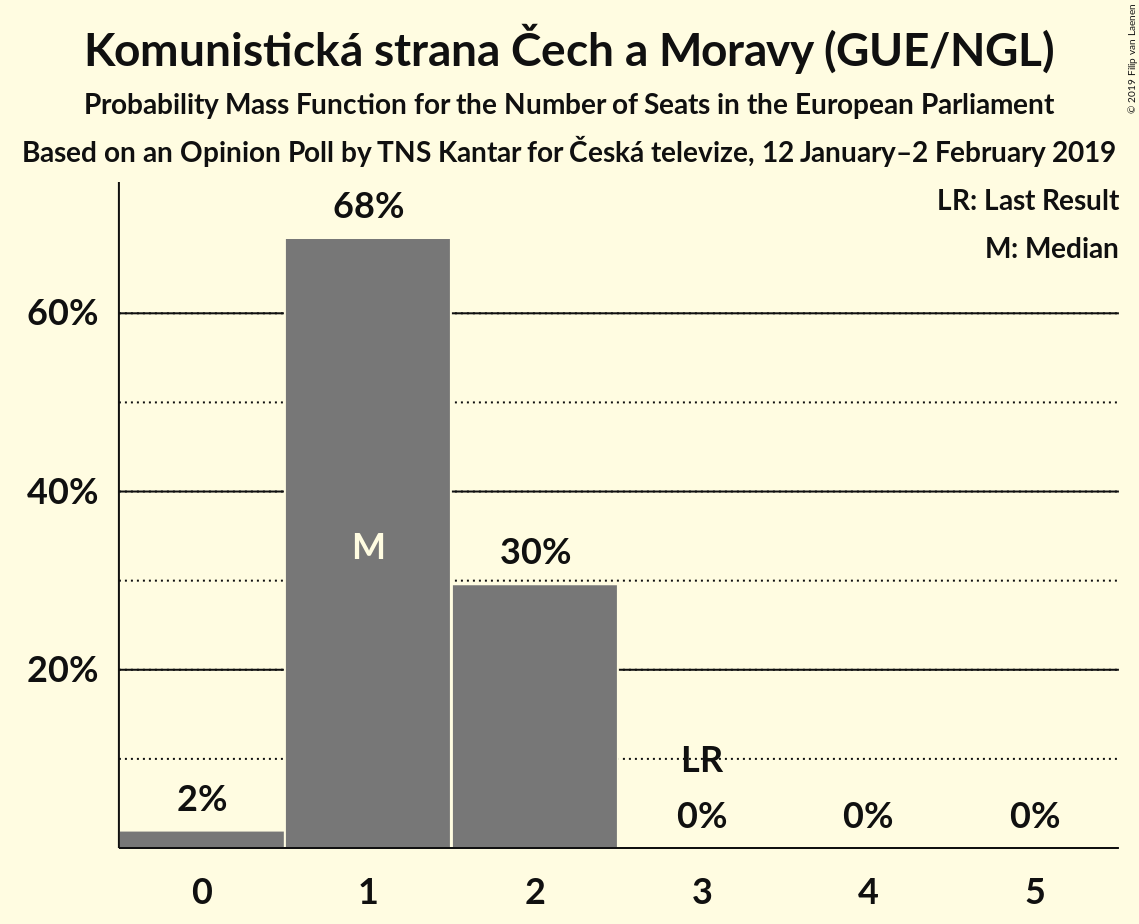 Komunistická strana Čech a Moravy (GUE/NGL)
Probability Mass Function for the Number of Seats in the European Parliament
Based on an Opinion Poll by TNS Kantar for Česká televize, 12 January–2 February 2019
© 2019 Filip van Laenen
LR: Last Result
M: Median
68%
60%
40%
M
30%
20%
LR
2%
0%
0%
0%
0
1
2
3
4
5